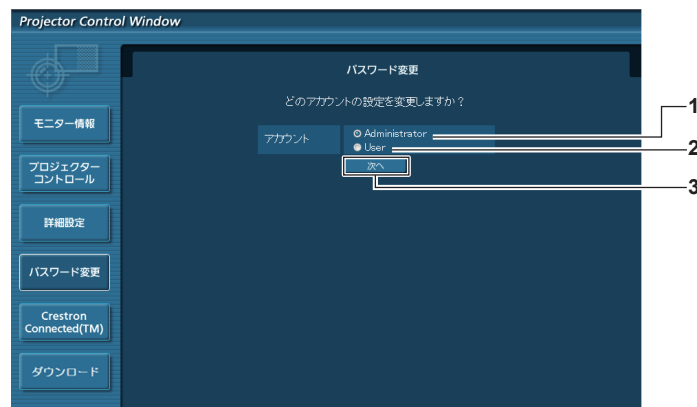 Projector Control Window
パスワード変更
どのアカウントの設定を変更しますか？
アカウント
Administrator
User
次へ
1
2
3
モニター情報
プロジェクター
コントロール
詳細設定
パスワード変更
Crestron
Connected(TM)
ダウンロード